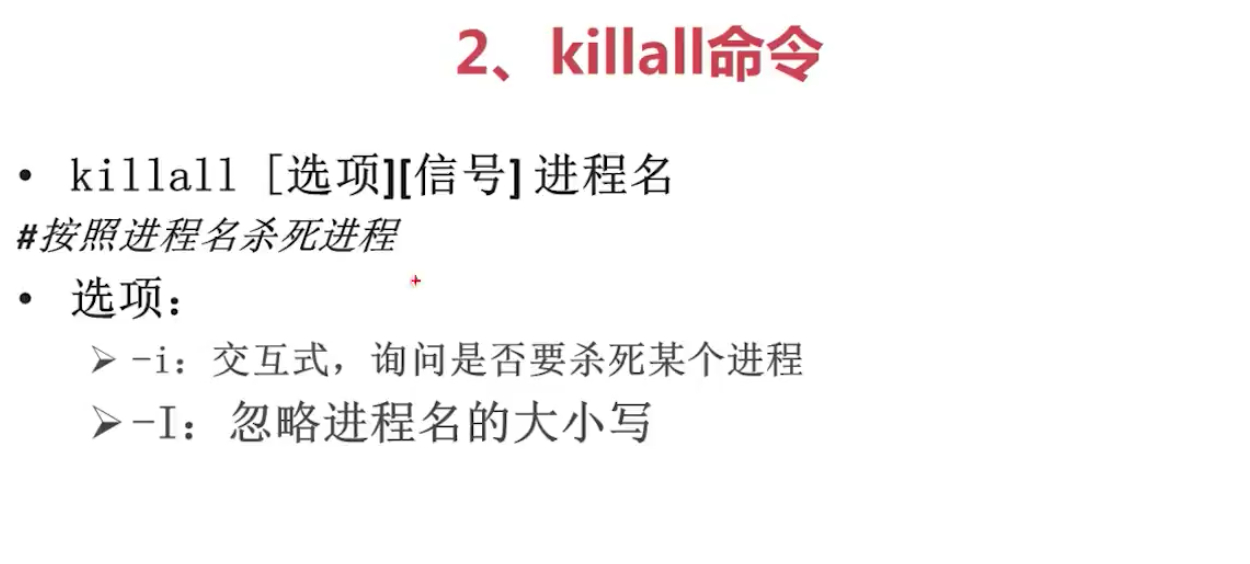 2、killall命令
• killall [选项][信号] 进程名
#按照进程名杀死进程
• 选项：
➢ -i：交互式，询问是否要杀死某个进程
➢ -I：忽略进程名的大小写